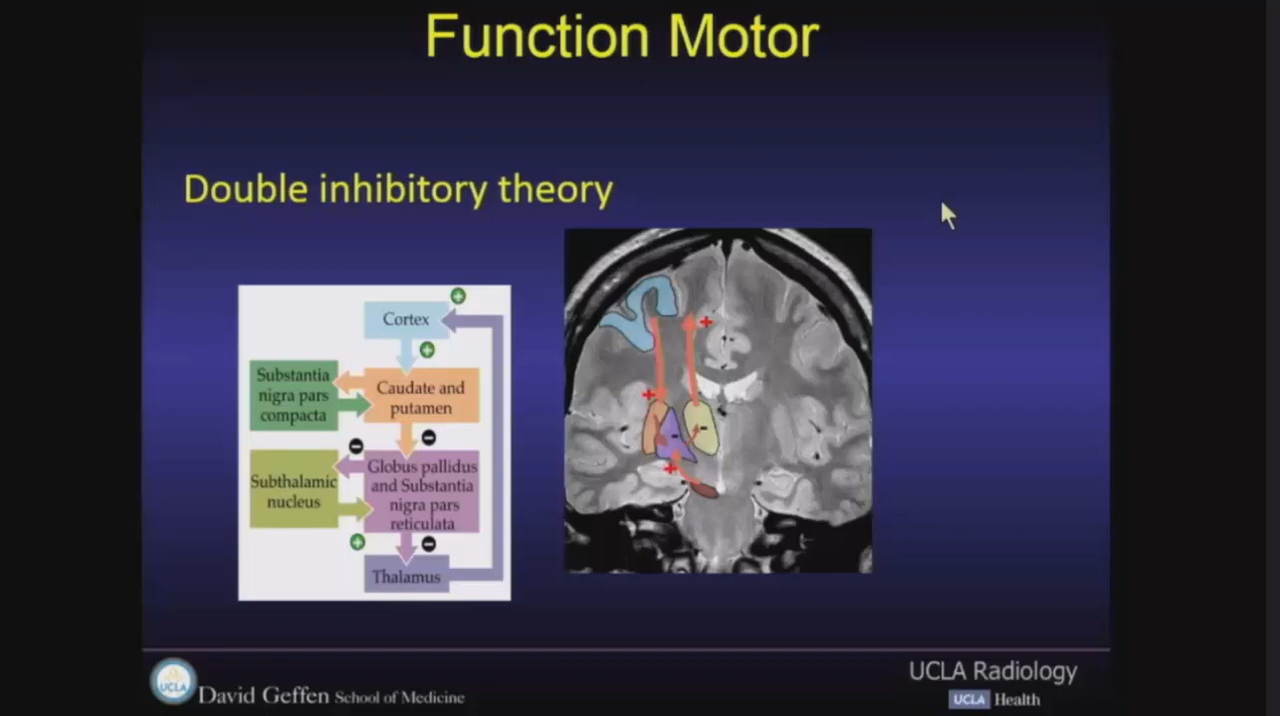 Function Motor
Double inhibitory theory
Cortex
Substantia
nigra pars
compacta
Caudate and
putamen
Subthalamic
nucleus
Globus pallidus
and Substantia
nigra pars
reticulata
Thalamus
UCLA
David Geffen School of Medicine
UCLA Radiology
UCLA Health